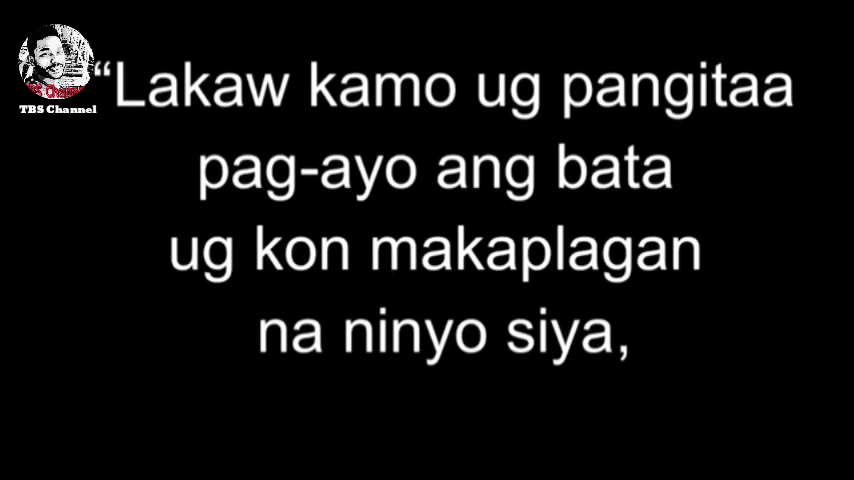 “Lakaw kamo ug pangitaa
pag-ayo ang bata
ug kon makaplagan
na ninyo siya,
TBS Channel